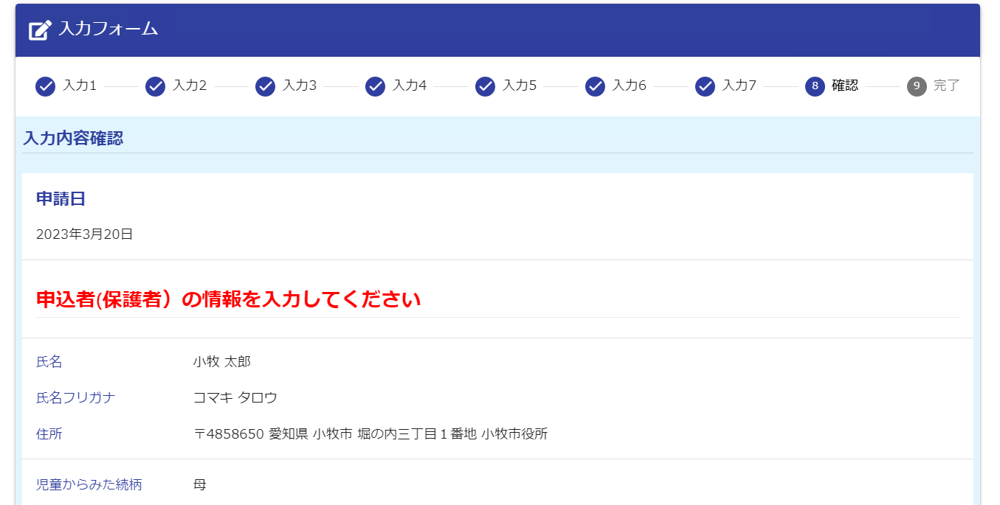 入力フォーム
入力1 入力2 入力3 入力4 入力5 入力6 入力7 8 確認 9 完了
入力内容確認
申請日
2023年3月20日
申込者(保護者）の情報を入力してください
氏名 小牧 太郎
氏名フリガナ コマキ タロウ
住所 〒4858650 愛知県 小牧市 堀の内三丁目１番地 小牧市役所
児童からみた続柄 母